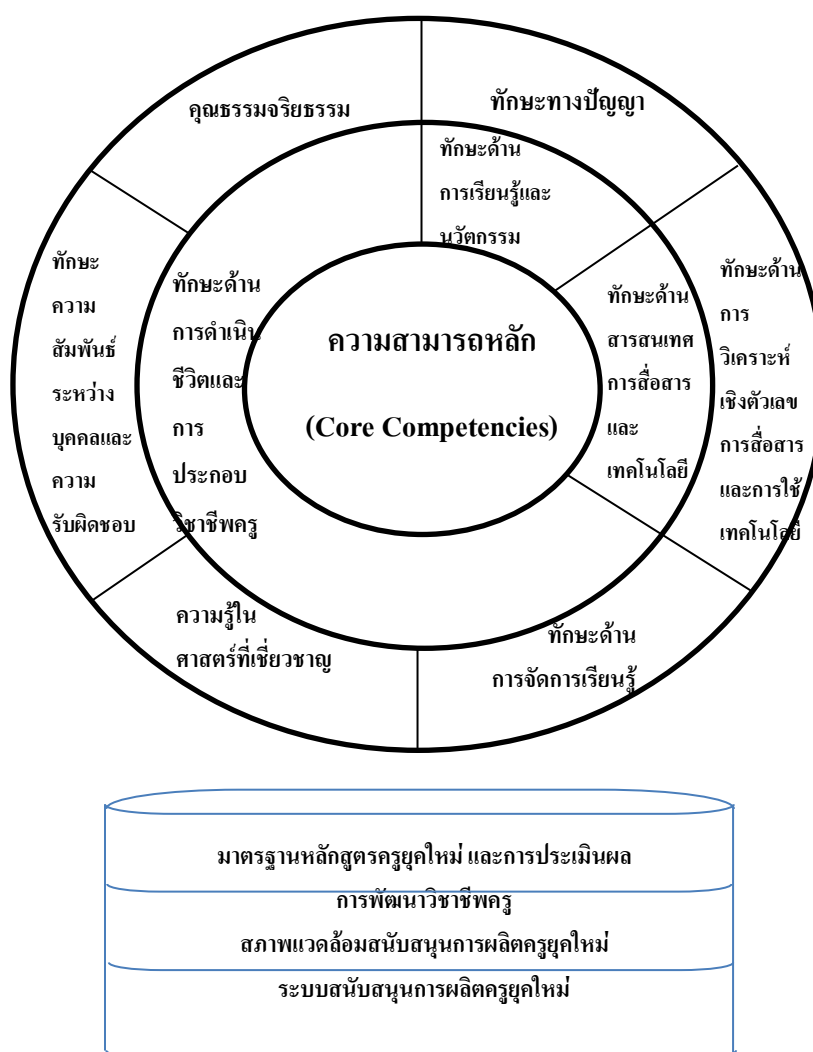 คุณธรรมจริยธรรม
ทักษะทางปัญญา
ทักษะด้าน
การเรียนรู้และ
นวัตกรรม
ทักษะ
ความ
สัมพันธ์
ระหว่าง
บุคคลและ
ความ
รับผิดชอบ
ทักษะด้าน
การดำเนิน
ชีวิตและ
การ
ประกอบ
วิชาชีพครู
ความสามารถหลัก
(Core Competencies)
ทักษะด้าน
สารสนเทศ
การสื่อสาร
และ
เทคโนโลยี
ทักษะด้าน
การ
วิเคราะห์
เชิงตัวเลข
การสื่อสาร
และการใช้
เทคโนโลยี
ความรู้ใน
ศาสตร์ที่เชี่ยวชาญ
ทักษะด้าน
การจัดการเรียนรู้
มาตรฐานหลักสูตรครูยุคใหม่ และการประเมินผล
การพัฒนาวิชาชีพครู
สภาพแวดล้อมสนับสนุนการผลิตครูยุคใหม่
ระบบสนับสนุนการผลิตครูยุคใหม่